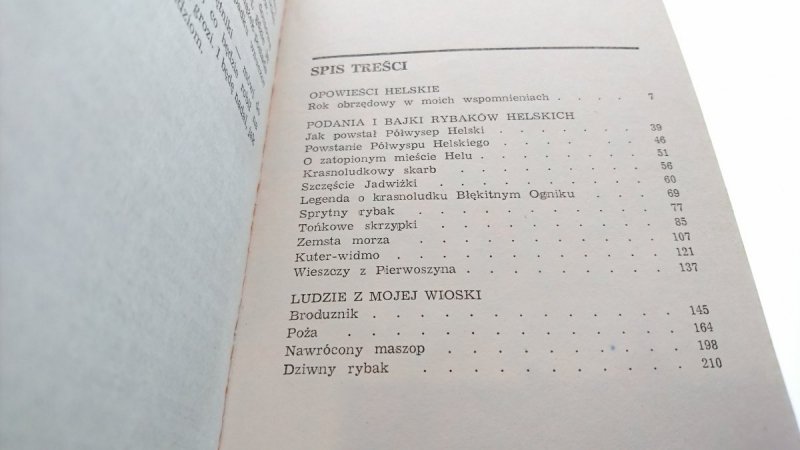 SPIS TREŚCI
OPOWIEŚCI HELSKIE
Rok obrzędowy w moich wspomnieniach . . . . 7
PODANIA I BAJKI RYBAKÓW HELSKICH
Jak powstał Półwysep Helski . . . . . . . 39
Powstanie Półwyspu Helskiego . . . . . . . 46
O zatopionym mieście Helu . . . . . . . . 51
Krasnoludkowy skarb . . . . . . . . . 56
Szczęście Jadwiżki . . . . . . . . . 60
Legenda o krasnoludku Błękitnym Ogniku . . . . 69
Sprytny rybak . . . . . . . . . . 77
Tońkowe skrzypki . . . . . . . . . . 85
Zemsta morza . . . . . . . . . . 107
Kuter-widmo . . . . . . . . . . . 121
Wieszczy z Pierwoszyna . . . . . . . . 137
LUDZIE Z MOJEJ WIOSKI
Broduznik . . . . . . . . . . . . 145
Poża . . . . . . . . . . . . 164
Nawrócony maszop . . . . . . . . . 198
Dziwny rybak . . . . . . . . . . 210